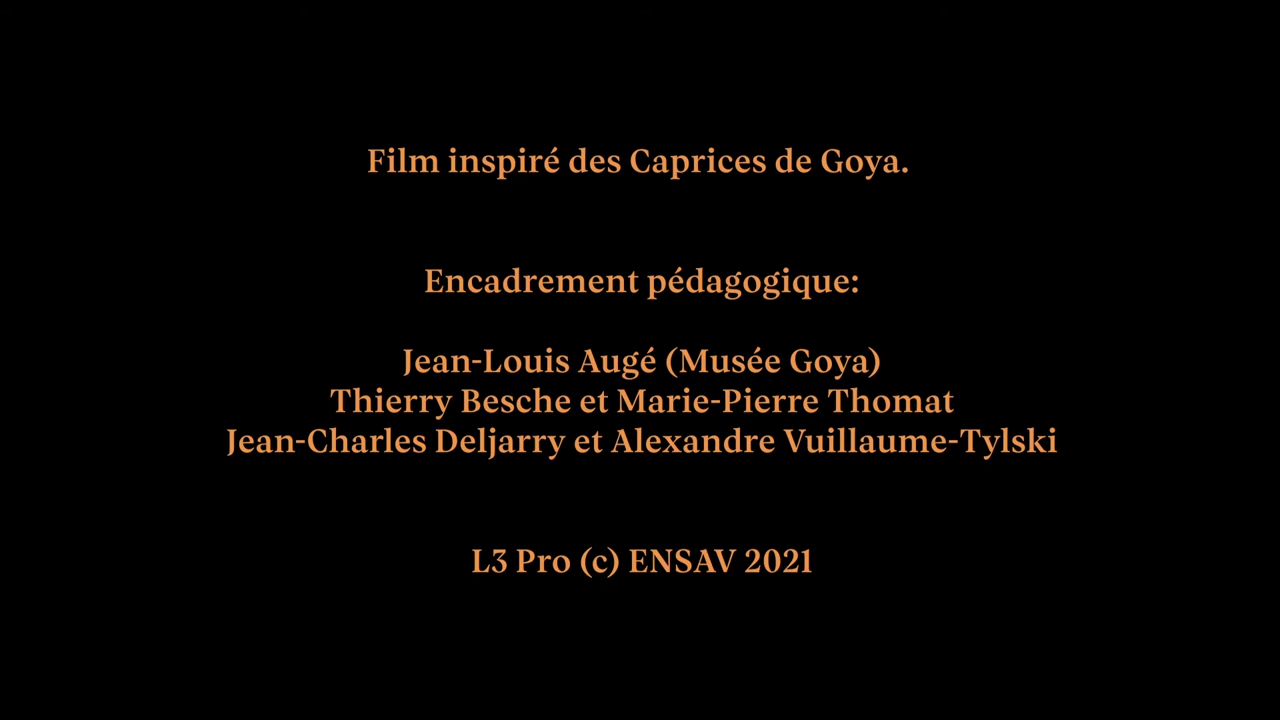 Film inspiré des Caprices de Goya.
Encadrement pédagogique:
Jean-Louis Augé (Musée Goya)
Thierry Besche et Marie-Pierre Thomat
Jean-Charles Deljarry et Alexandre Vuillaume-Tylski
L3 Pro (c) ENSAV 2021